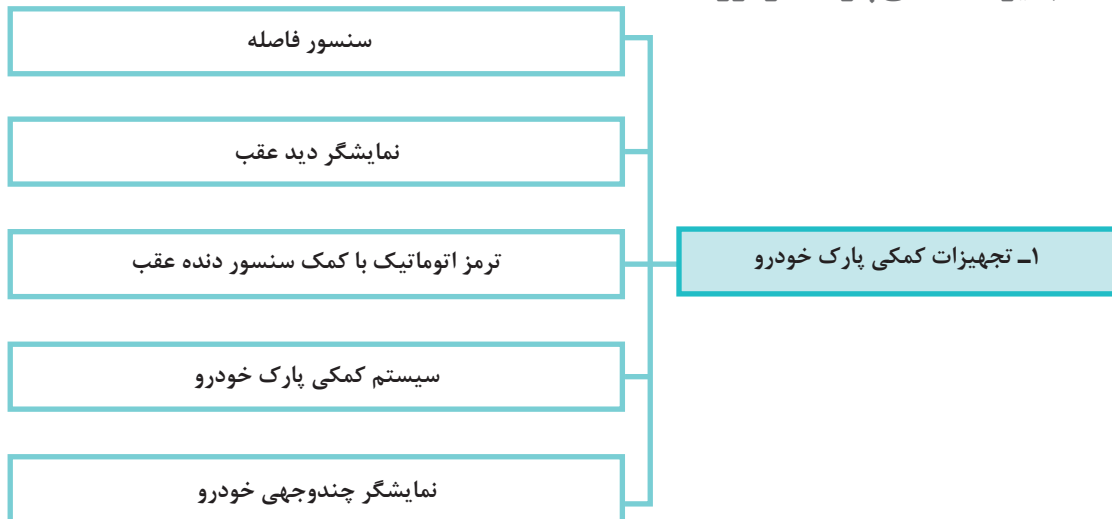 ۱ـ تجهیزات کمکی پارک خودرو
سنسور فاصله
نمایشگر دید عقب
ترمز اتوماتیک با کمک سنسور دنده عقب
سیستم کمکی پارک خودرو
نمایشگر چندوجهی خودرو